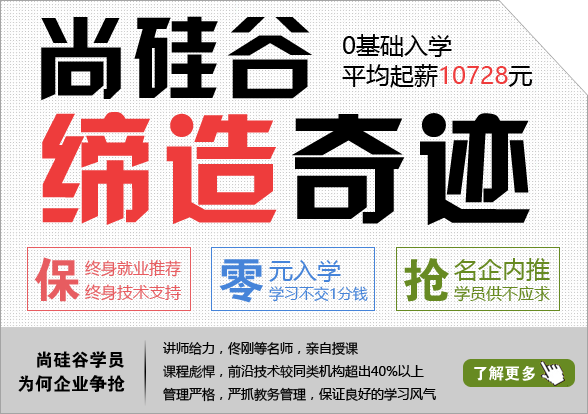 尚硅谷
0基础入学
平均起薪10728元
缔造奇迹
保
终身就业推荐
终身技术支持
零
元入学
学习不交1分钱
抢
名企内推
学员供不应求
尚硅谷学员
为何企业争抢
讲师给力，佟刚等名师，亲自授课
课程彪悍，前沿技术较同类机构超出40%以上
管理严格，严抓教务管理，保证良好的学习风气
了解更多